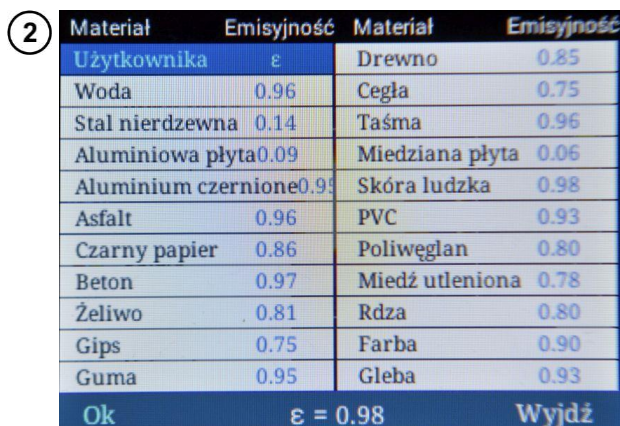 2
Materiał Emisyjność Materiał Emisyjność
Użytkownika ε Drewno 0.85
Woda 0.96 Cegła 0.75
Stal nierdzewna 0.14 Taśma 0.96
Aluminiowa płyta 0.09 Miedziana płyta 0.06
Aluminium czernione 0.95 Skóra ludzka 0.98
Asfalt 0.96 PVC 0.93
Czarny papier 0.86 Poliwęglan 0.80
Beton 0.97 Miedź utleniona 0.78
Żeliwo 0.81 Rdza 0.80
Gips 0.75 Farba 0.90
Guma 0.95 Gleba 0.93
Ok ε = 0.98 Wyjdź